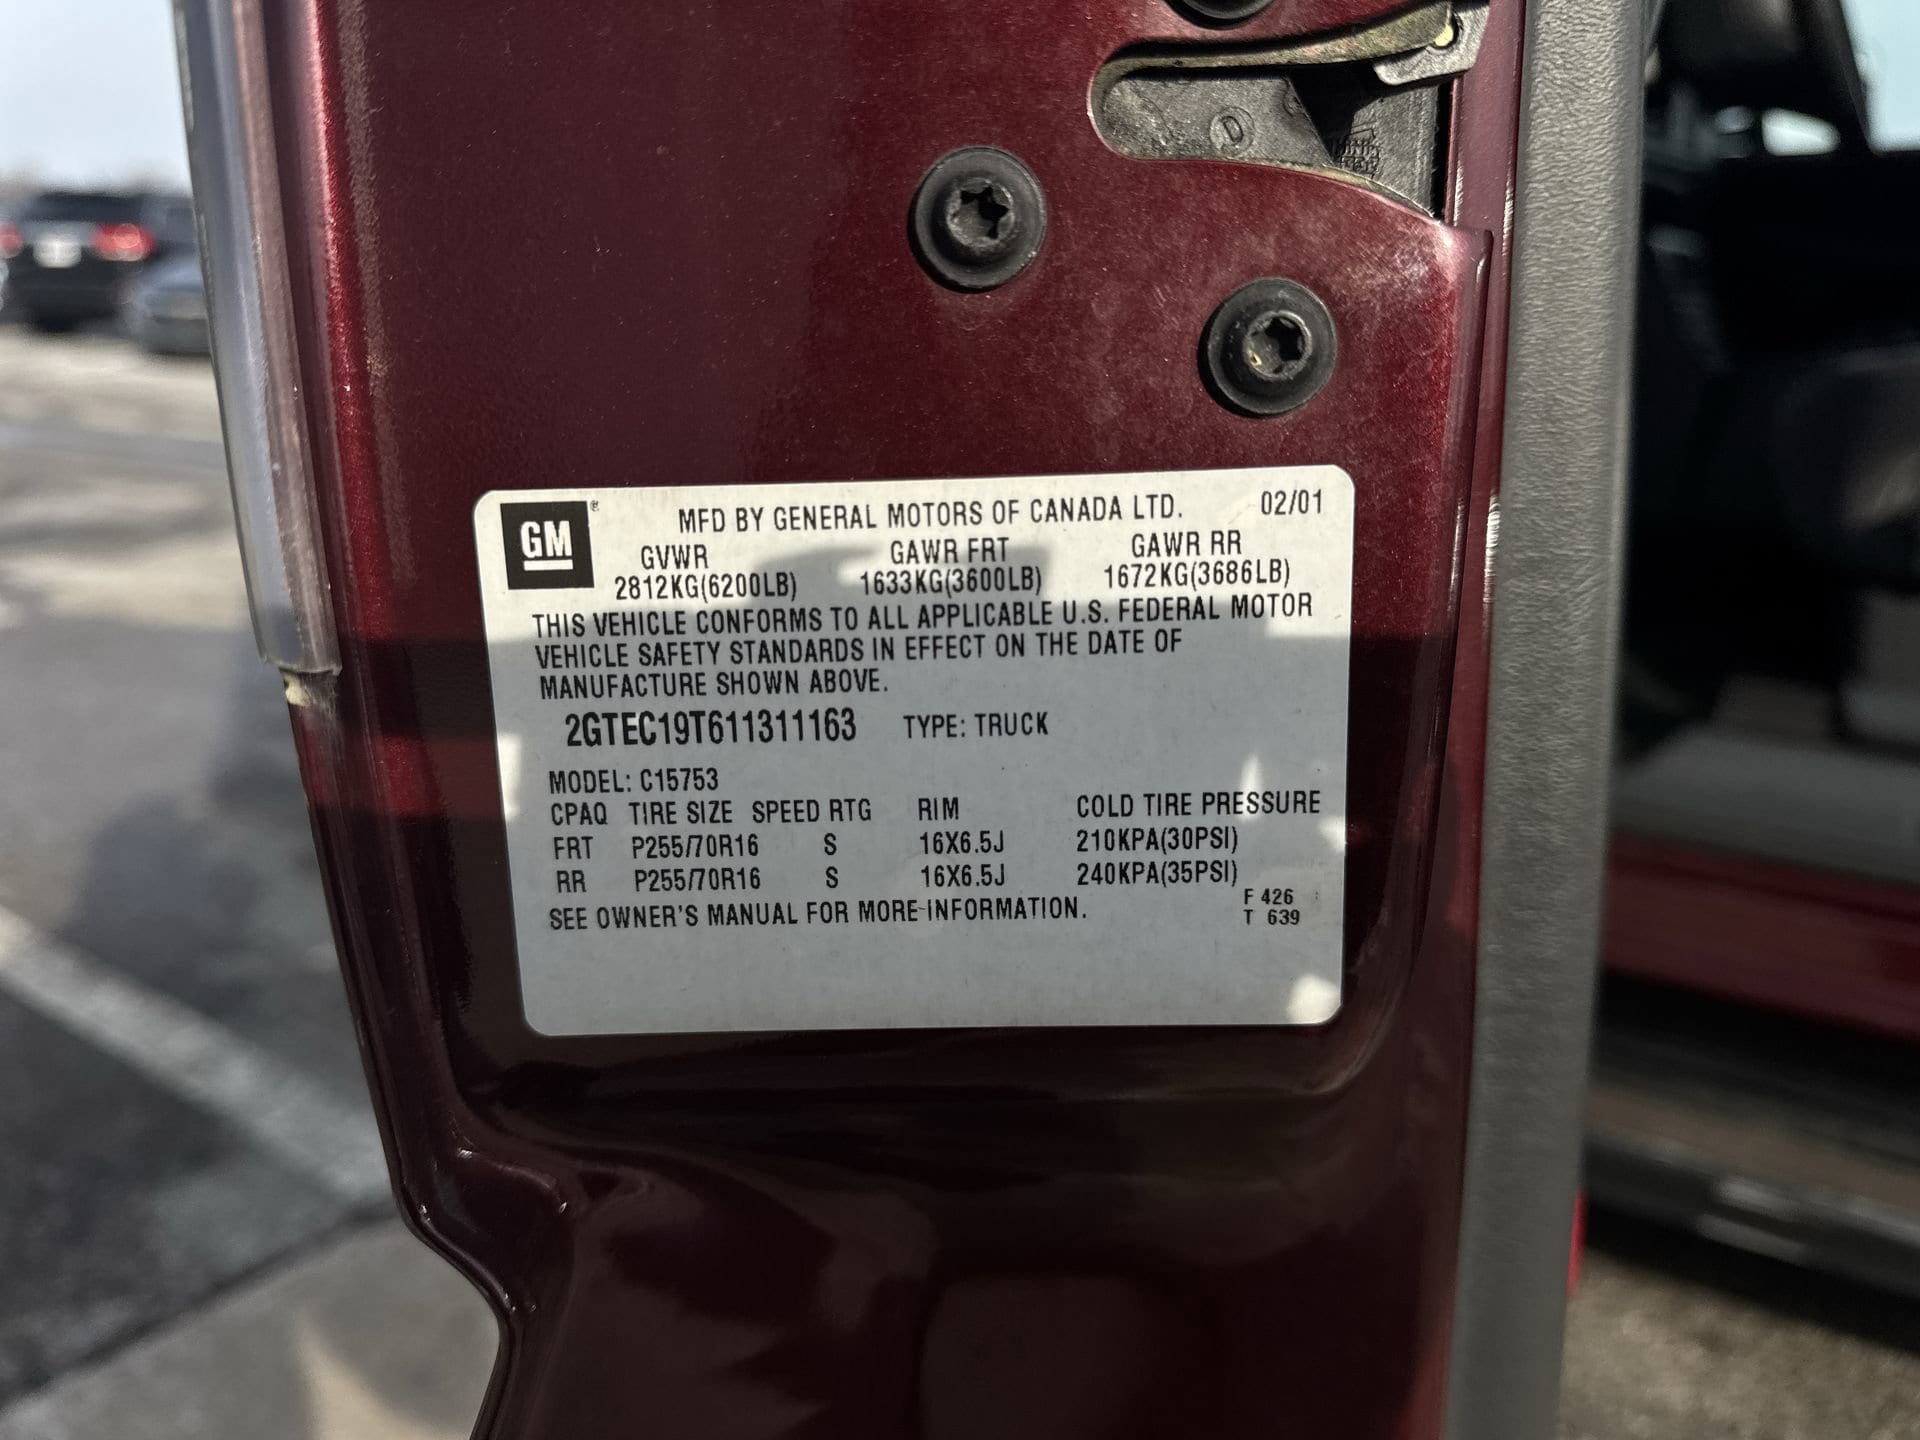 D
GM ®
MFD BY GENERAL MOTORS OF CANADA LTD. 02/01
GVWR GAWR FRT GAWR RR
2812KG(6200LB) 1633KG(3600LB) 1672KG(3686LB)
THIS VEHICLE CONFORMS TO ALL APPLICABLE U.S. FEDERAL MOTOR
VEHICLE SAFETY STANDARDS IN EFFECT ON THE DATE OF
MANUFACTURE SHOWN ABOVE.
2GTEC19T611311163 TYPE: TRUCK
MODEL: C15753
CPAQ TIRE SIZE SPEED RTG RIM COLD TIRE PRESSURE
FRT P255/70R16 S 16X6.5J 210KPA(30PSI)
RR P255/70R16 S 16X6.5J 240KPA(35PSI)
SEE OWNER'S MANUAL FOR MORE INFORMATION.
F 426
T 639